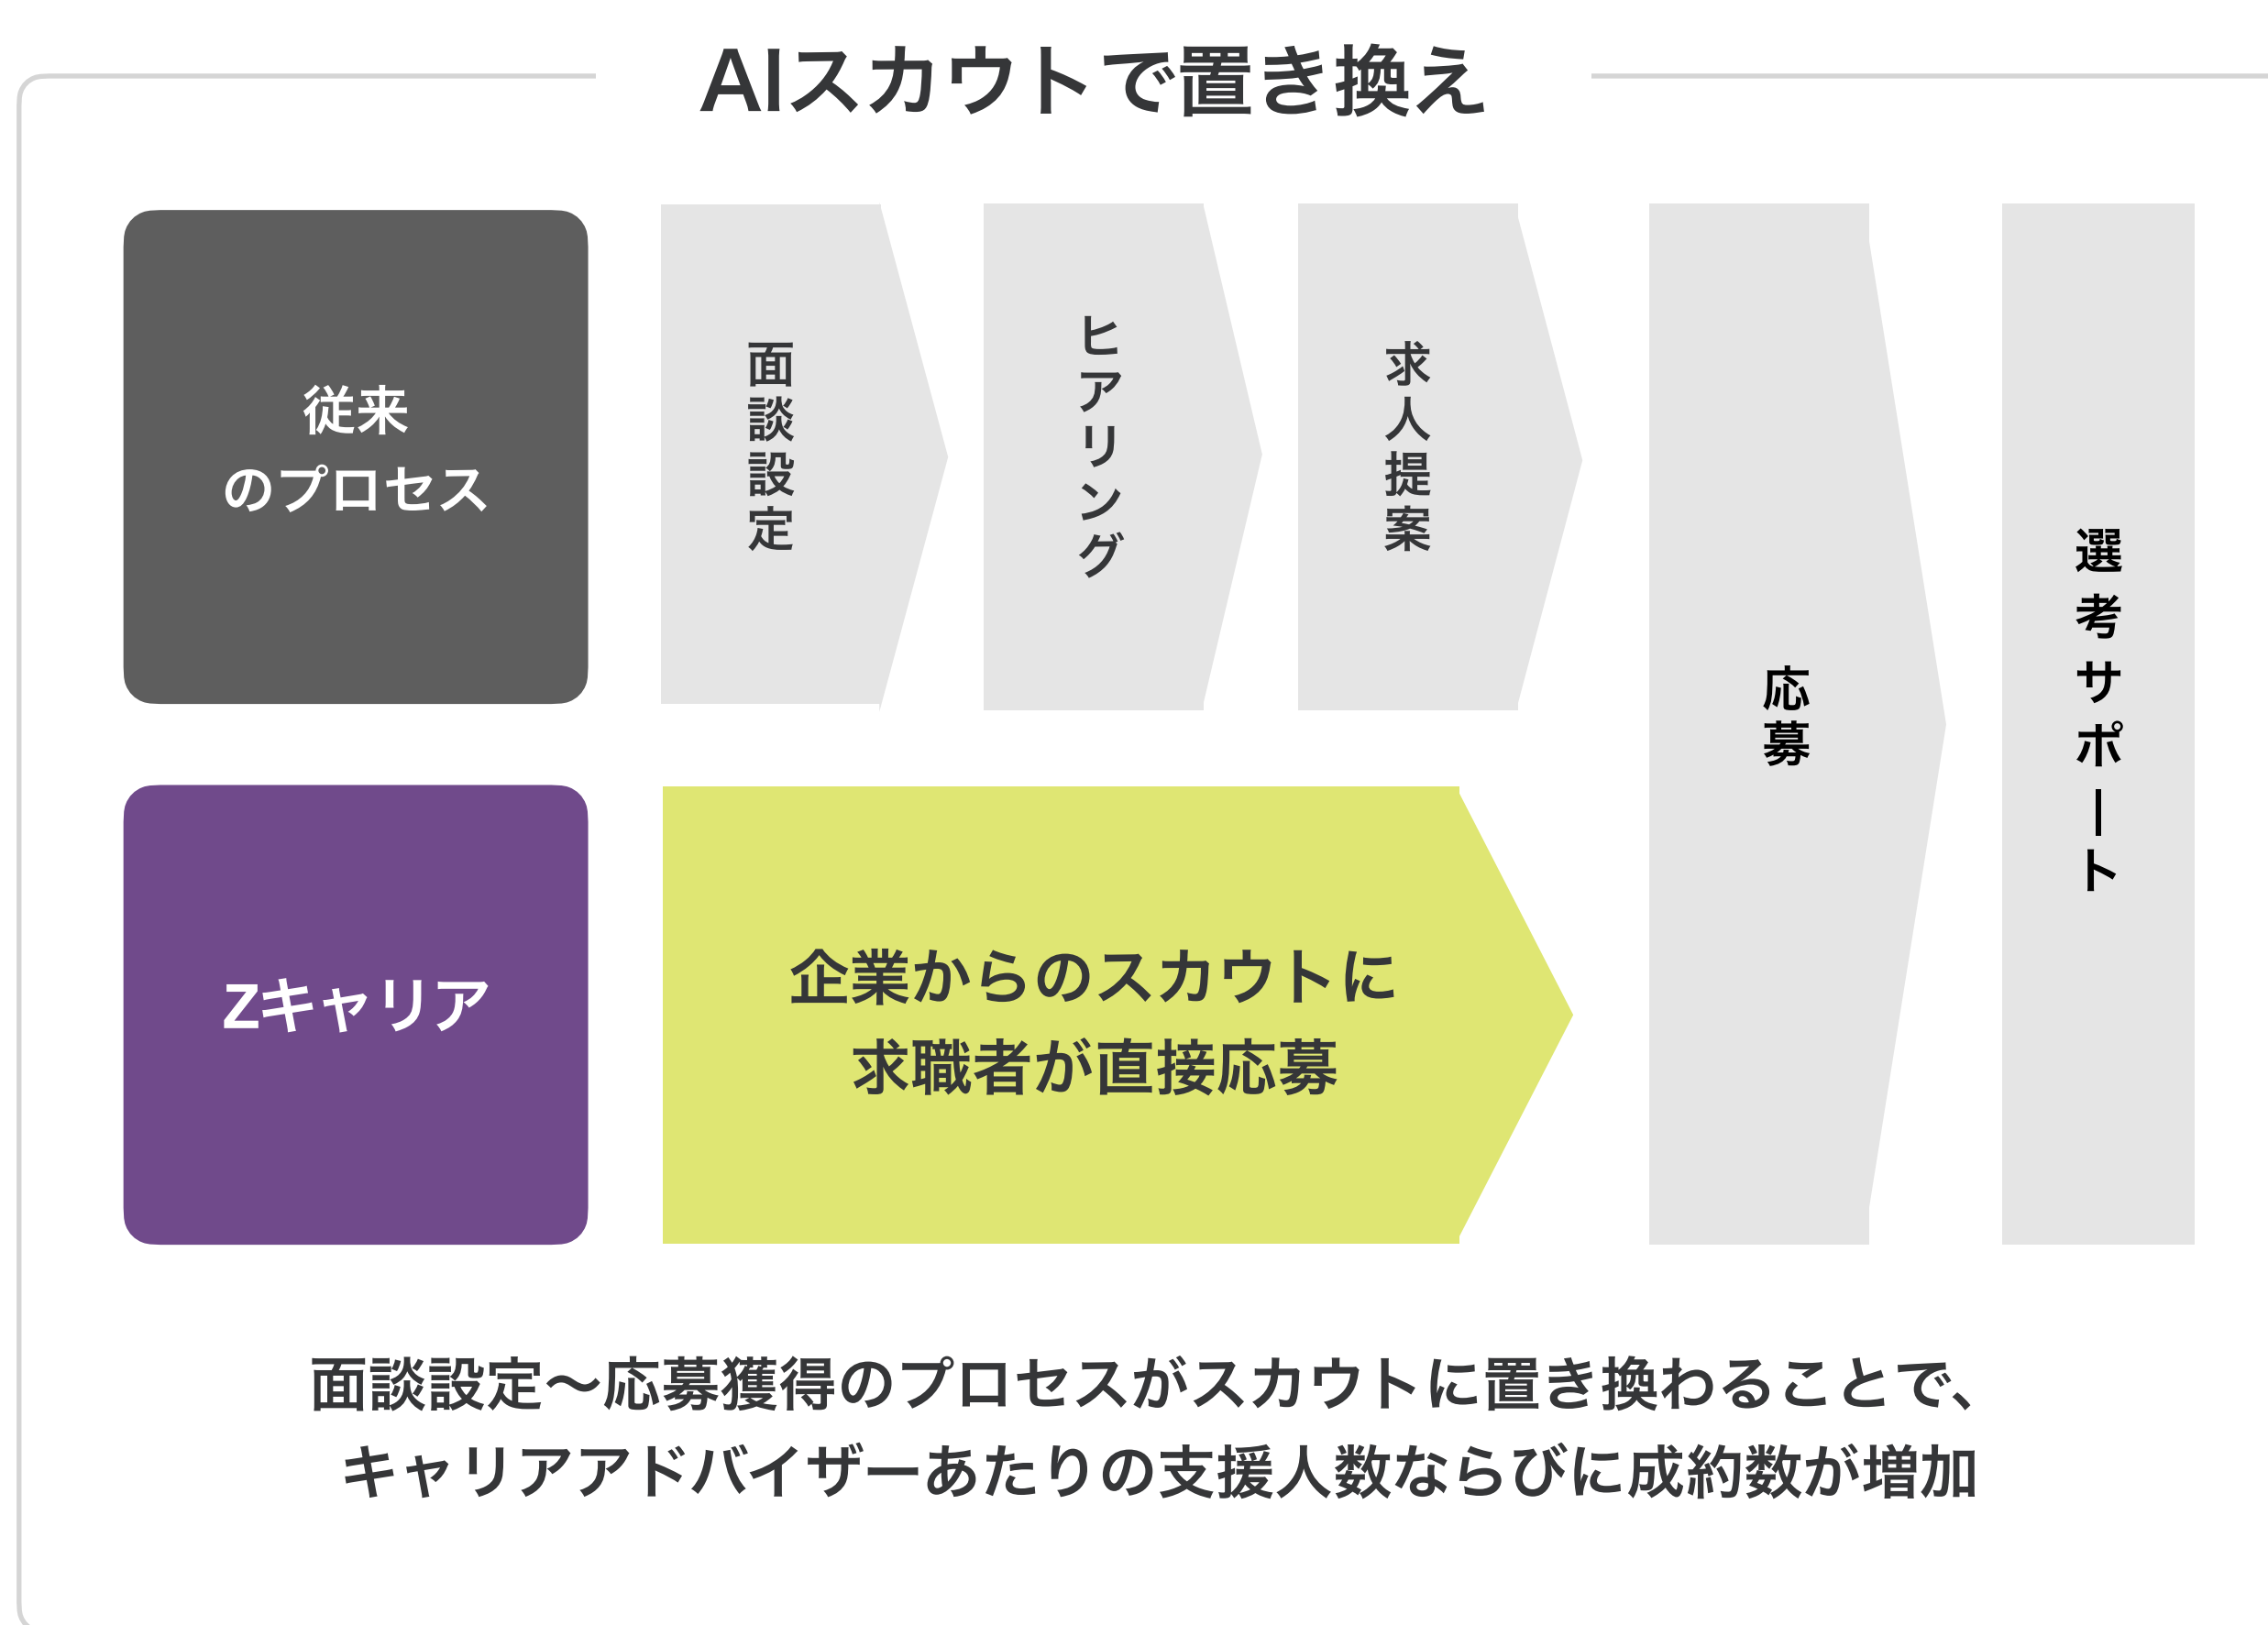 AIスカウトで置き換え
従来
のプロセス
面談設定
ヒアリング
求人提案
応募
選考サポート
Zキャリア
企業からのスカウトに
求職者が直接応募
面談設定〜応募獲得のプロセスをスカウトに置き換えることで、
キャリアアドバイザーあたりの支援人数ならびに成約数が増加